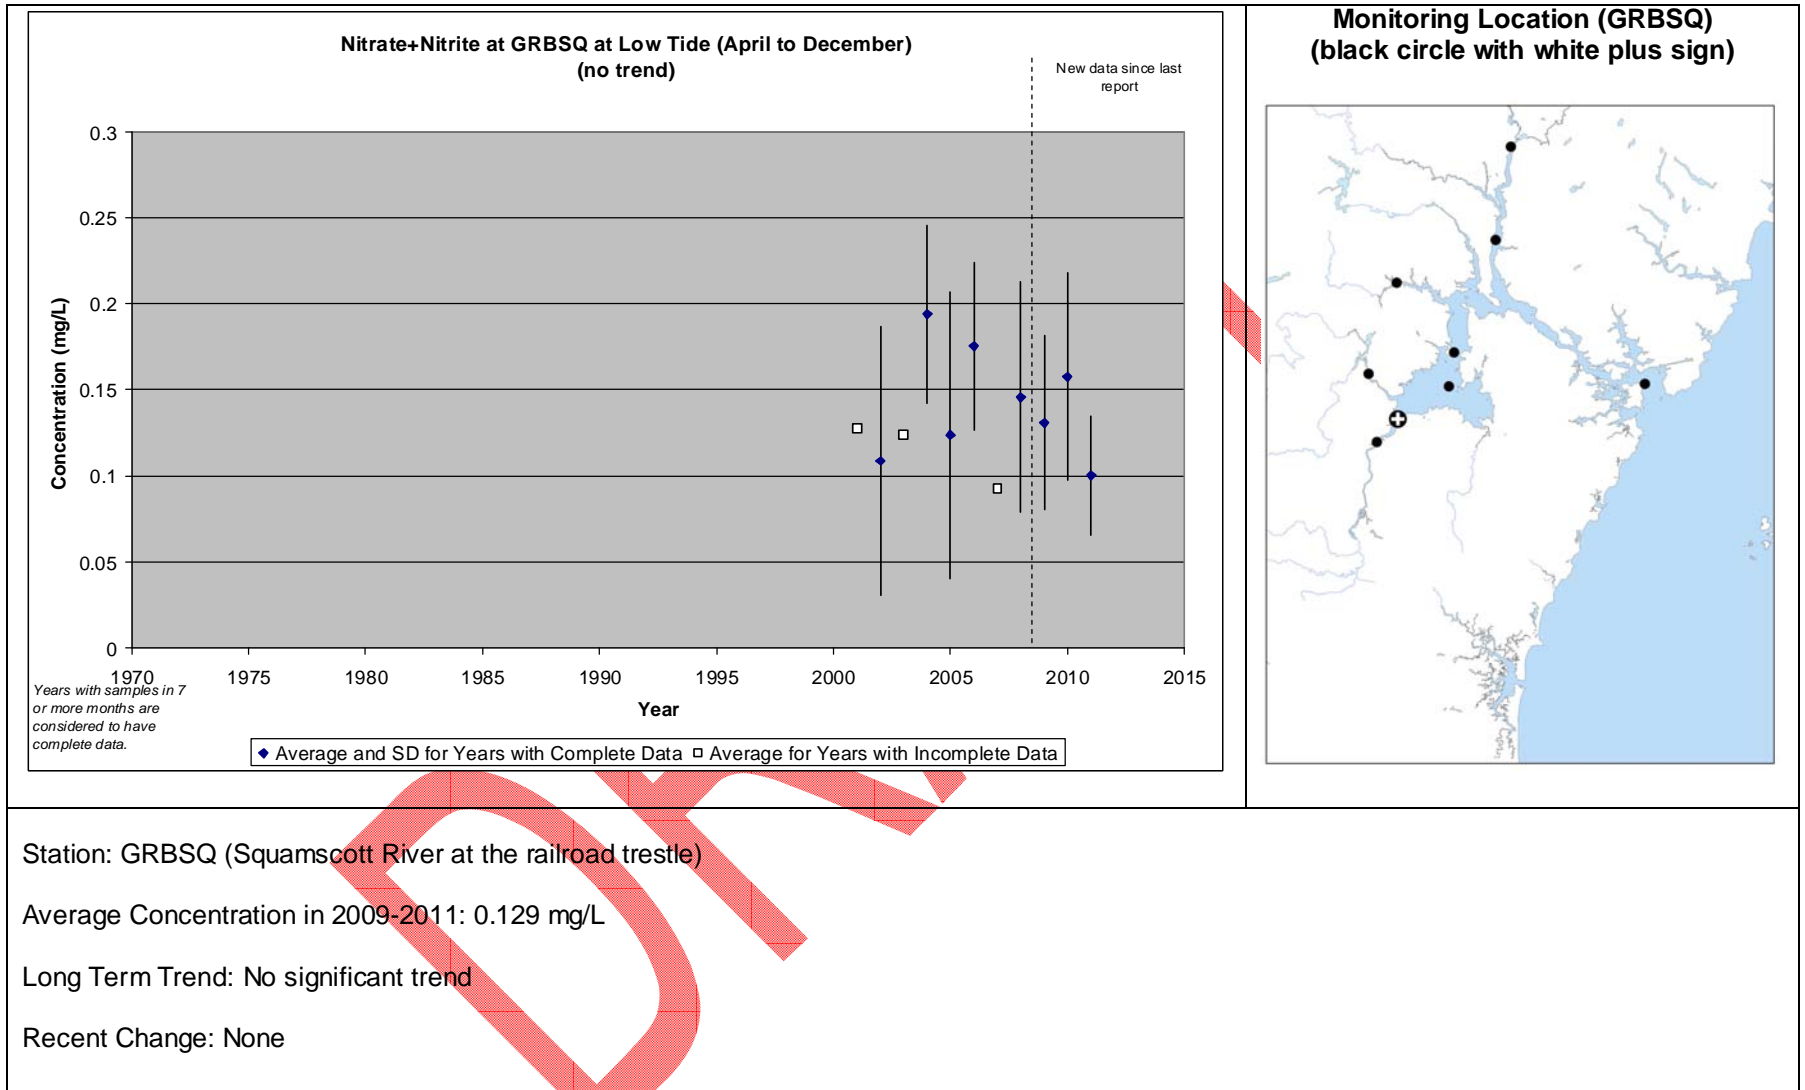 Nitrate+Nitrite at GRBSQ at Low Tide (April to December)
(no trend)
New data since last
report
Concentration (mg/L)
0.3
0.25
0.2
0.15
0.1
0.05
0
1970 1975 1980 1985 1990 1995 2000 2005 2010 2015
Year
Years with samples in 7
or more months are
considered to have
complete data.
Average and SD for Years with Complete Data Average for Years with Incomplete Data
Monitoring Location (GRBSQ)
(black circle with white plus sign)
Station: GRBSQ (Squamscott River at the railroad trestle)
Average Concentration in 2009-2011: 0.129 mg/L
Long Term Trend: No significant trend
Recent Change: None